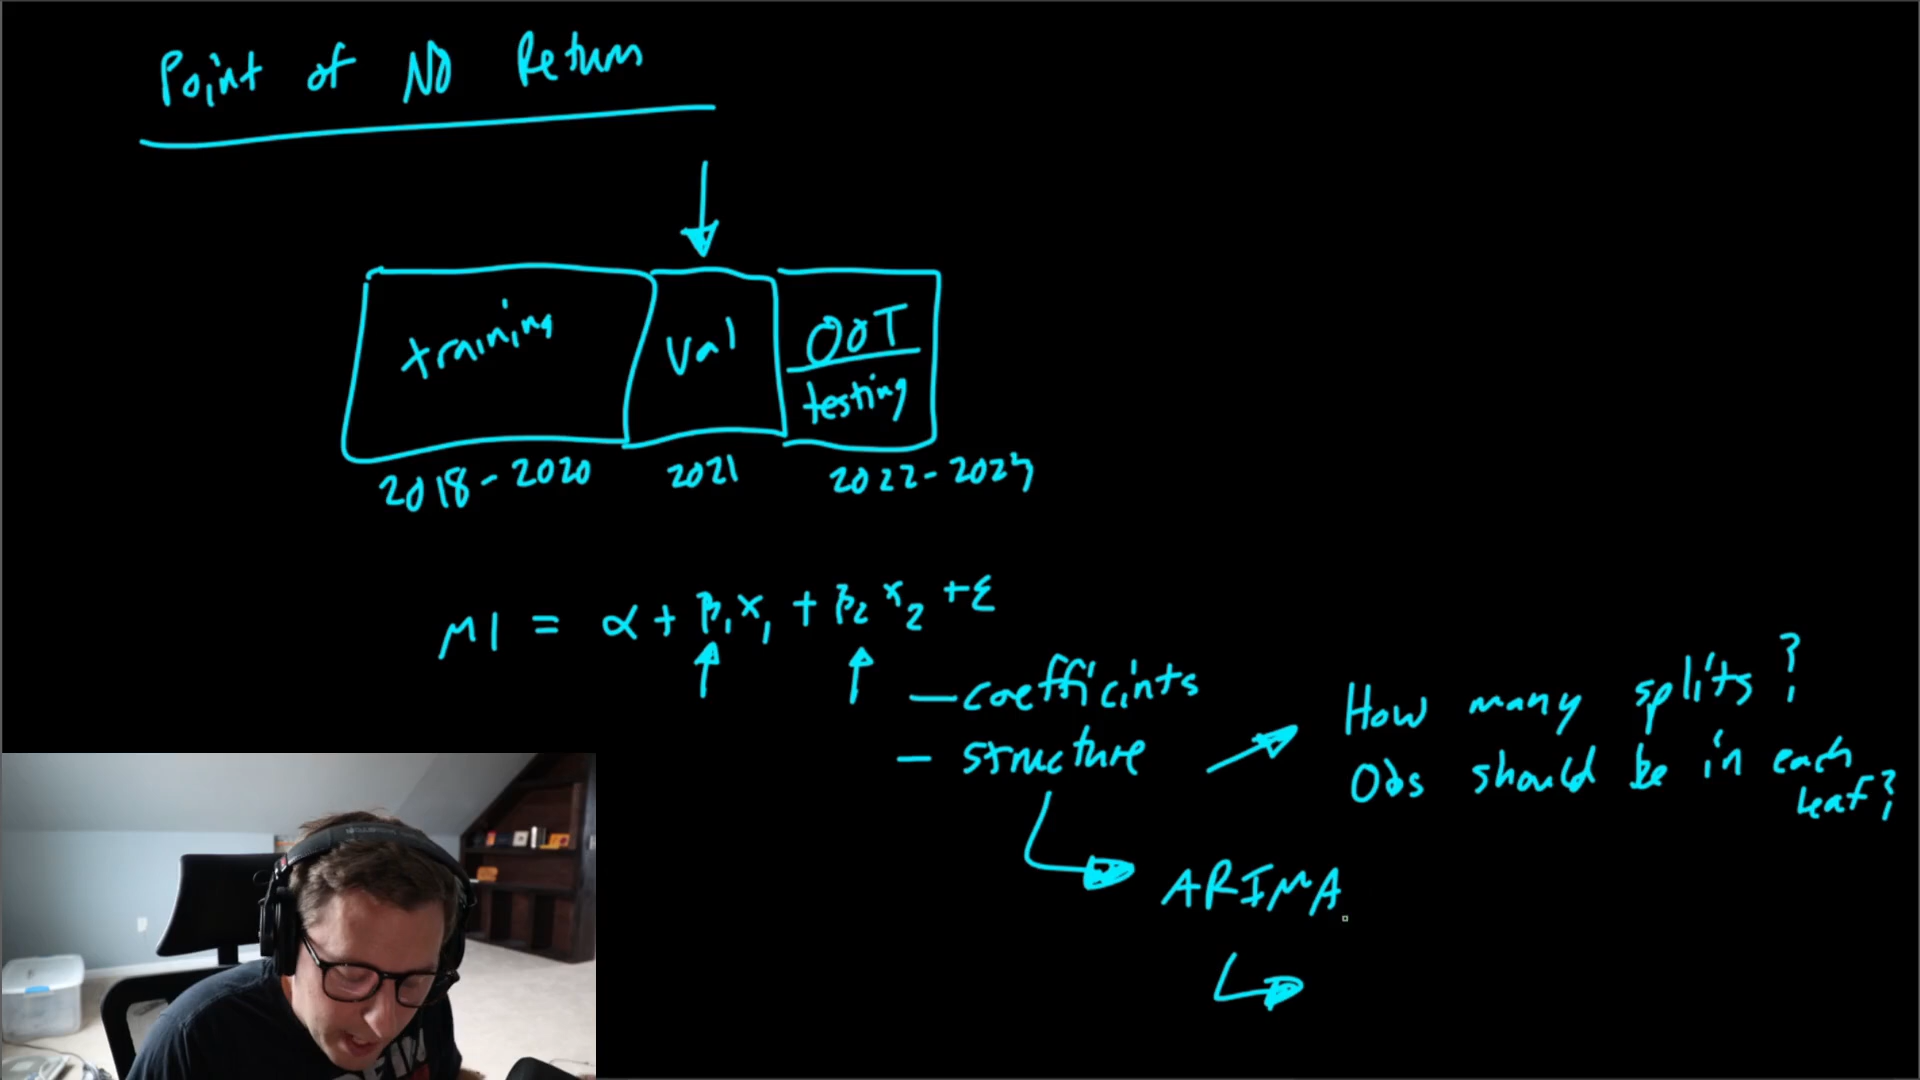 Point of No Return
training
val
OOT
testing
2018 - 2020
2021
2022 - 2023
M1 = α + β₁x₁ + β₂x₂ + ε
— coefficints
— structure
How many splits?
Obs should be in each
leaf?
ARIMA